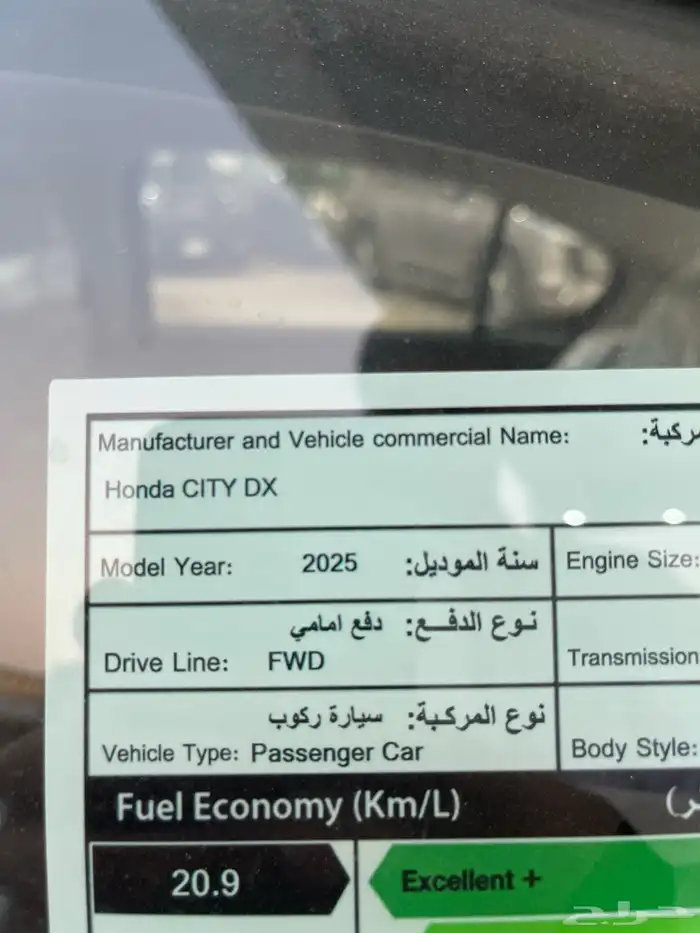 Manufacturer and Vehicle commercial Name:
Honda CITY DX
Model Year: 2025 سنة الموديل: Engine Size:
نوع الدفـــع: دفع امامي
Drive Line: FWD Transmission
نوع المركبة: سيارة ركوب
Vehicle Type: Passenger Car Body Style:
Fuel Economy (Km/L)
20.9 Excellent +
حراج